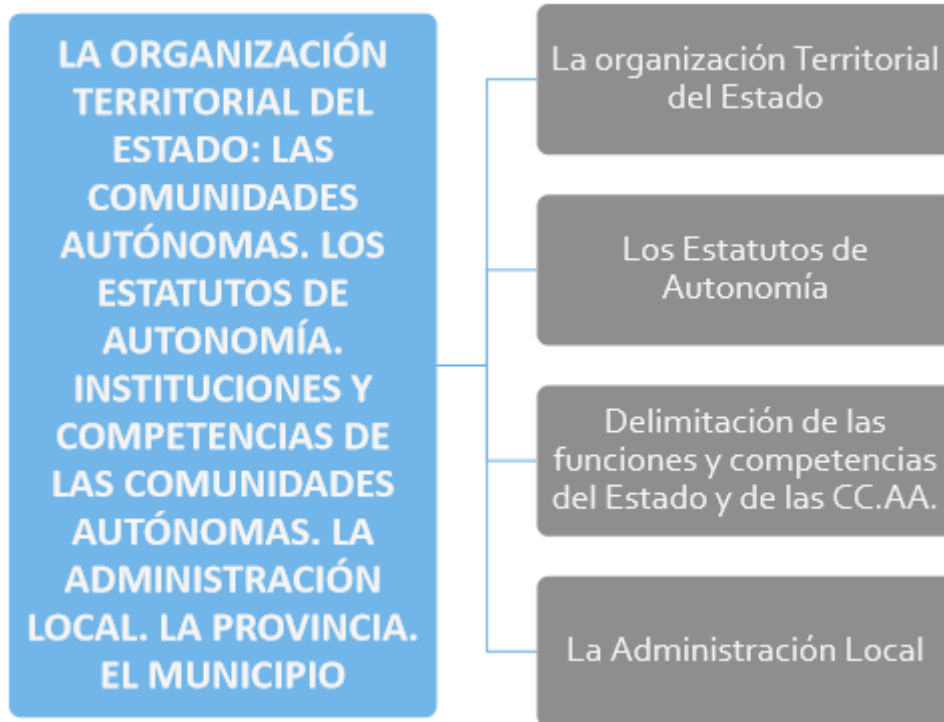 LA ORGANIZACIÓN
TERRITORIAL DEL
ESTADO: LAS
COMUNIDADES
AUTÓNOMAS. LOS
ESTATUTOS DE
AUTONOMÍA.
INSTITUCIONES Y
COMPETENCIAS DE
LAS COMUNIDADES
AUTÓNOMAS. LA
ADMINISTRACIÓN
LOCAL. LA PROVINCIA.
EL MUNICIPIO
La organización Territorial
del Estado
Los Estatutos de
Autonomía
Delimitación de las
funciones y competencias
del Estado y de las CC.AA.
La Administración Local